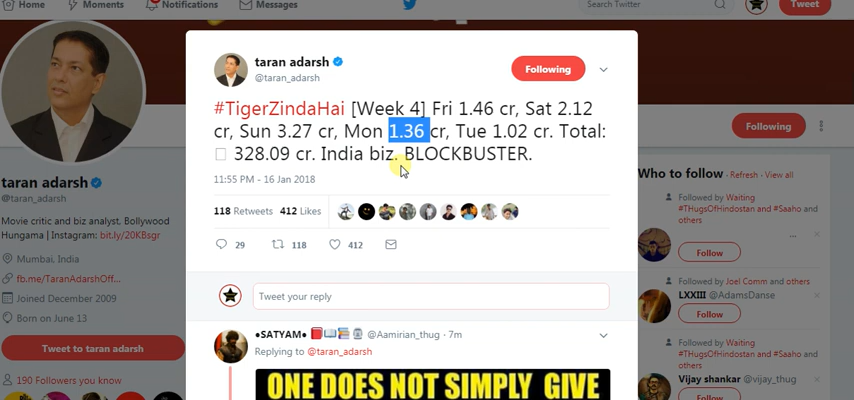 Home
Moments
Notifications
Messages
Search Twitter
Tweet
taran adarsh
@taran_adarsh
Following
#TigerZindaHai [Week 4] Fri 1.46 cr, Sat 2.12
cr, Sun 3.27 cr, Mon 1.36 cr, Tue 1.02 cr. Total:
328.09 cr. India biz. BLOCKBUSTER.
11:55 PM - 16 Jan 2018
118 Retweets 412 Likes
29 118 412
Tweet your reply
•SATYAM• @Aamirian_thug · 7m
Replying to @taran_adarsh
ONE DOES NOT SIMPLY GIVE
taran adarsh
Movie critic and biz analyst, Bollywood
Hungama | Instagram: bit.ly/20KBsgr
Mumbai, India
fb.me/TaranAdarshOff...
Joined December 2009
Born on June 13
Tweet to taran adarsh
190 Followers you know
Following
Who to follow · Refresh · View all
Followed by Waiting
#ThugsOfHindostan and #Saaho and
others
...
Follow
Followed by Joel Comm and others
LXXIII @AdamsDanse
Follow
Followed by Waiting
#ThugsOfHindostan and #Saaho and
others
Vijay shankar @vijay_thug
Follow